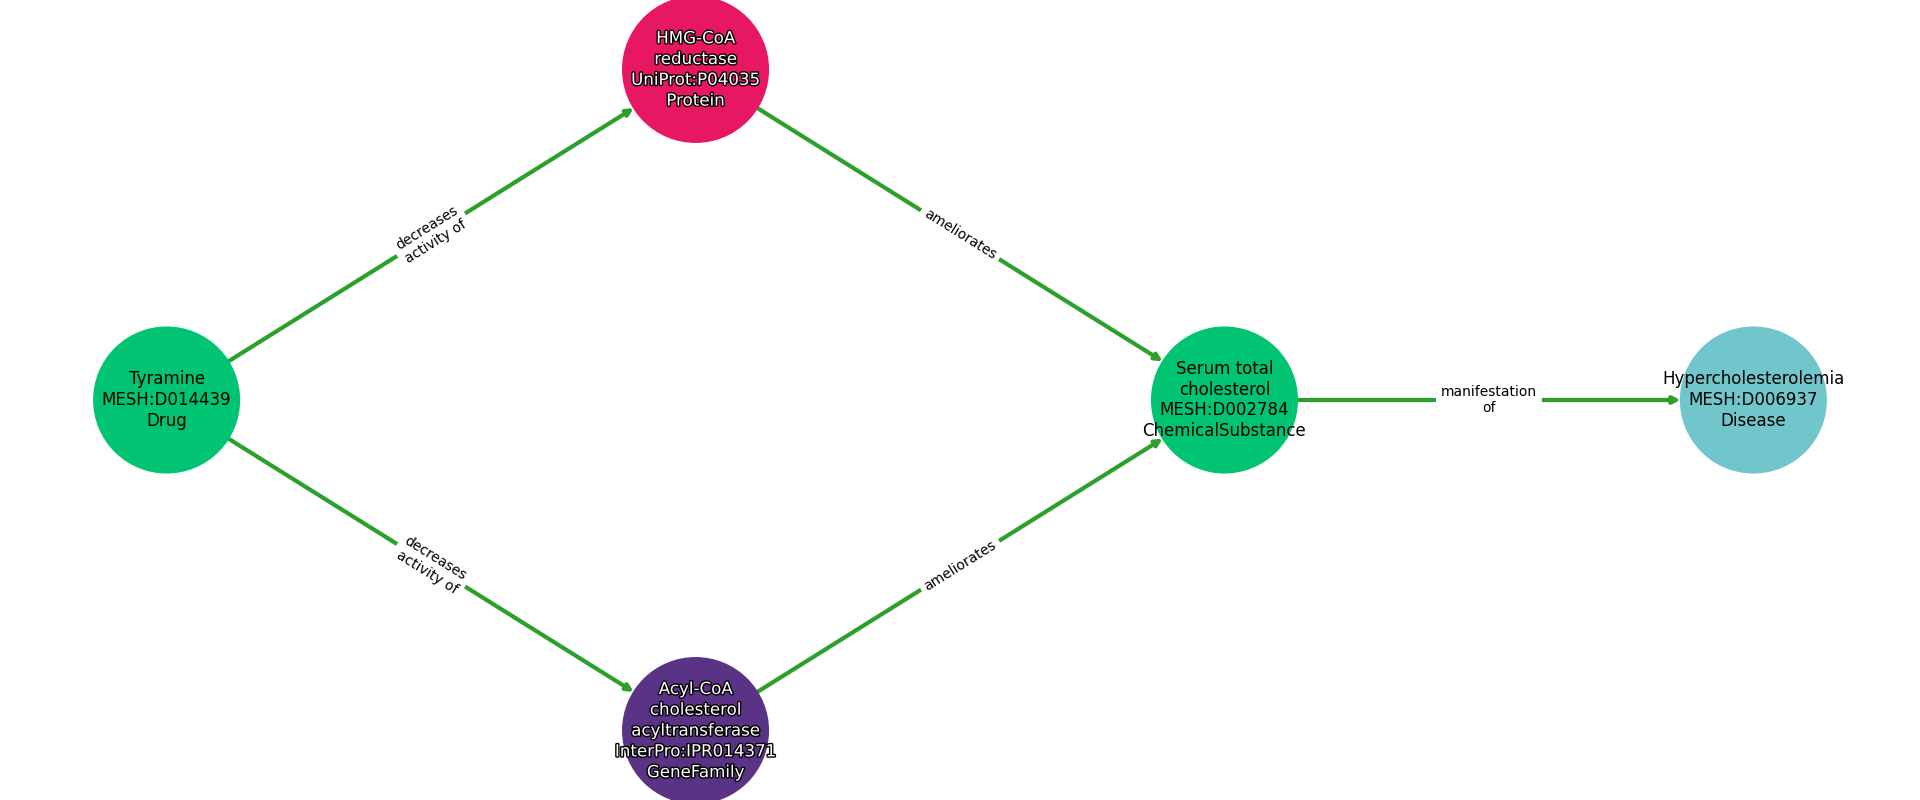 HMG-CoA
reductase
UniProt:P04035
Protein
decreases
activity of
ameliorates
Tyramine
MESH:D014439
Drug
Serum total
cholesterol
MESH:D002784
ChemicalSubstance
manifestation
of
Hypercholesterolemia
MESH:D006937
Disease
decreases
activity of
ameliorates
Acyl-CoA
cholesterol
acyltransferase
InterPro:IPR014371
GeneFamily